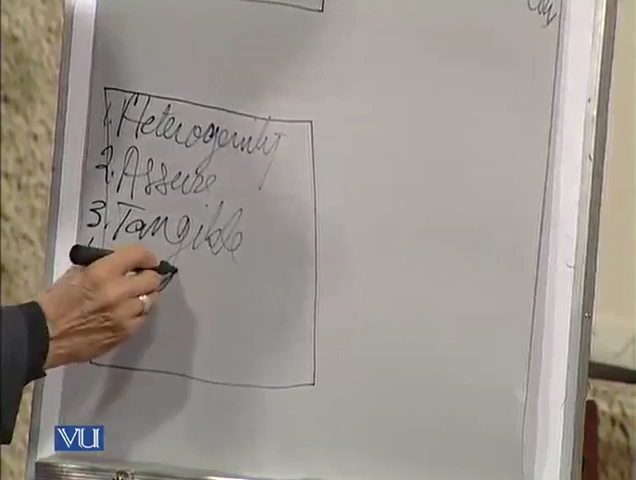 1. Heterogenity
2. Assure
3. Tangible
VU